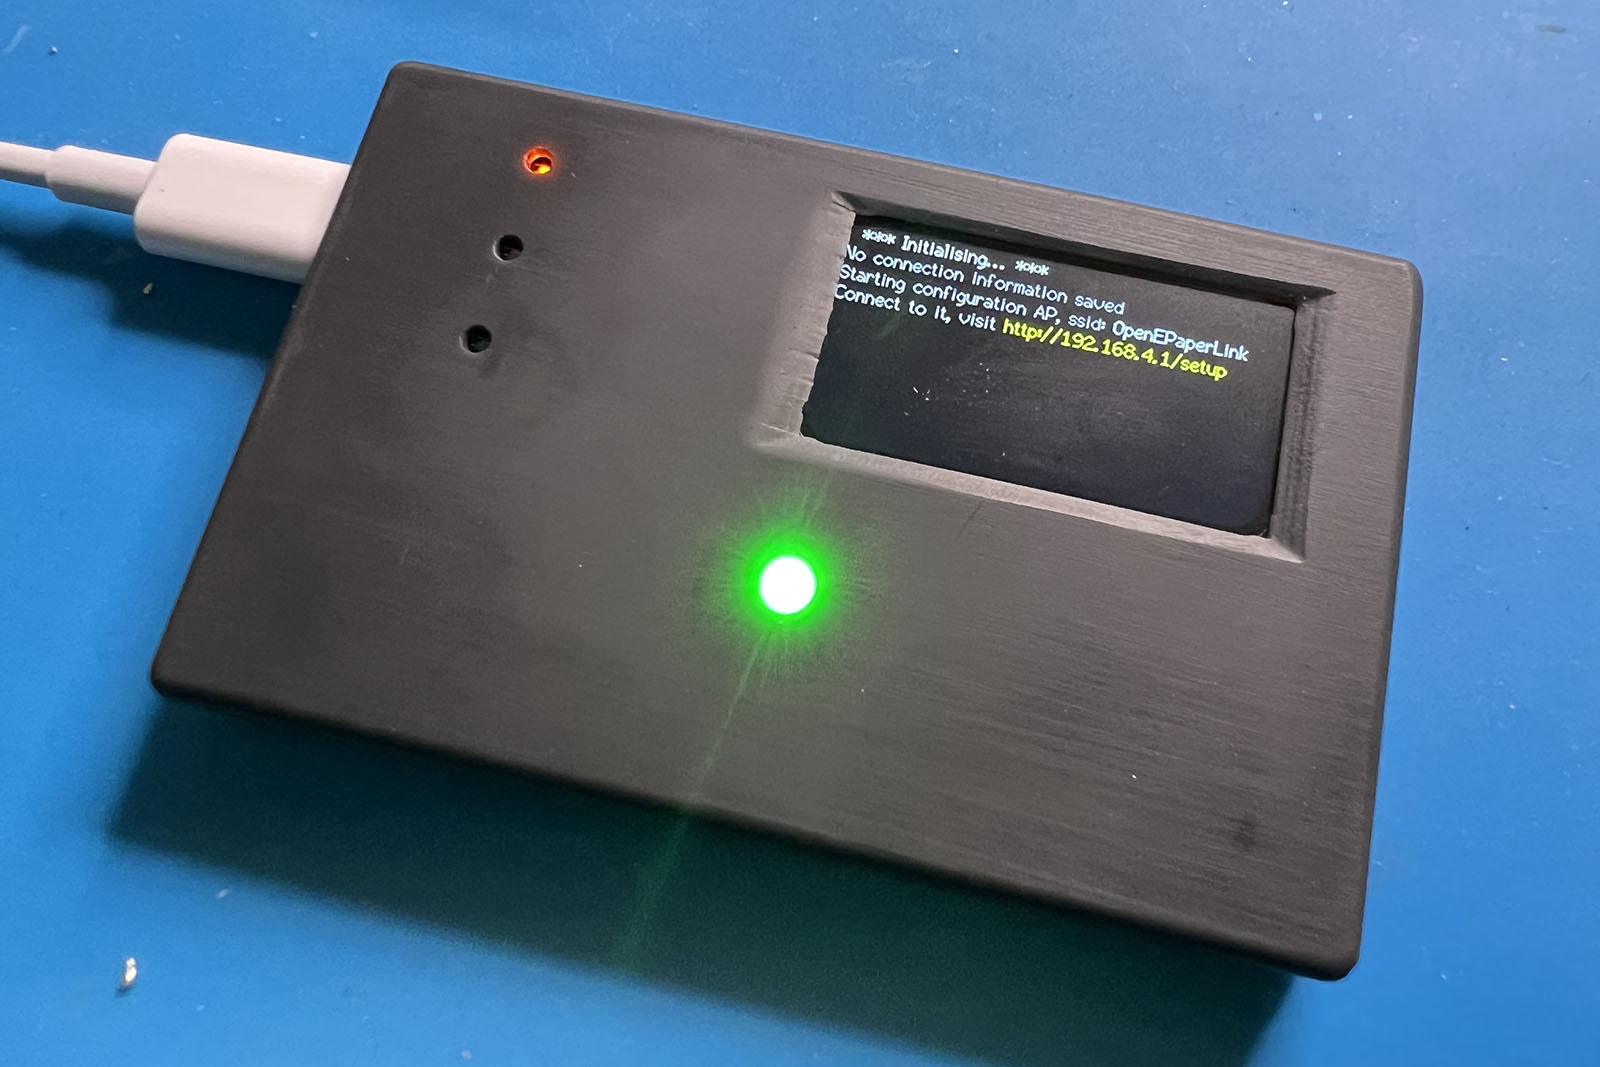 *** Initialising... ***
No connection information saved
Starting configuration AP, ssid: OpenEPaperLink
Connect to it, visit http://192.168.4.1/setup